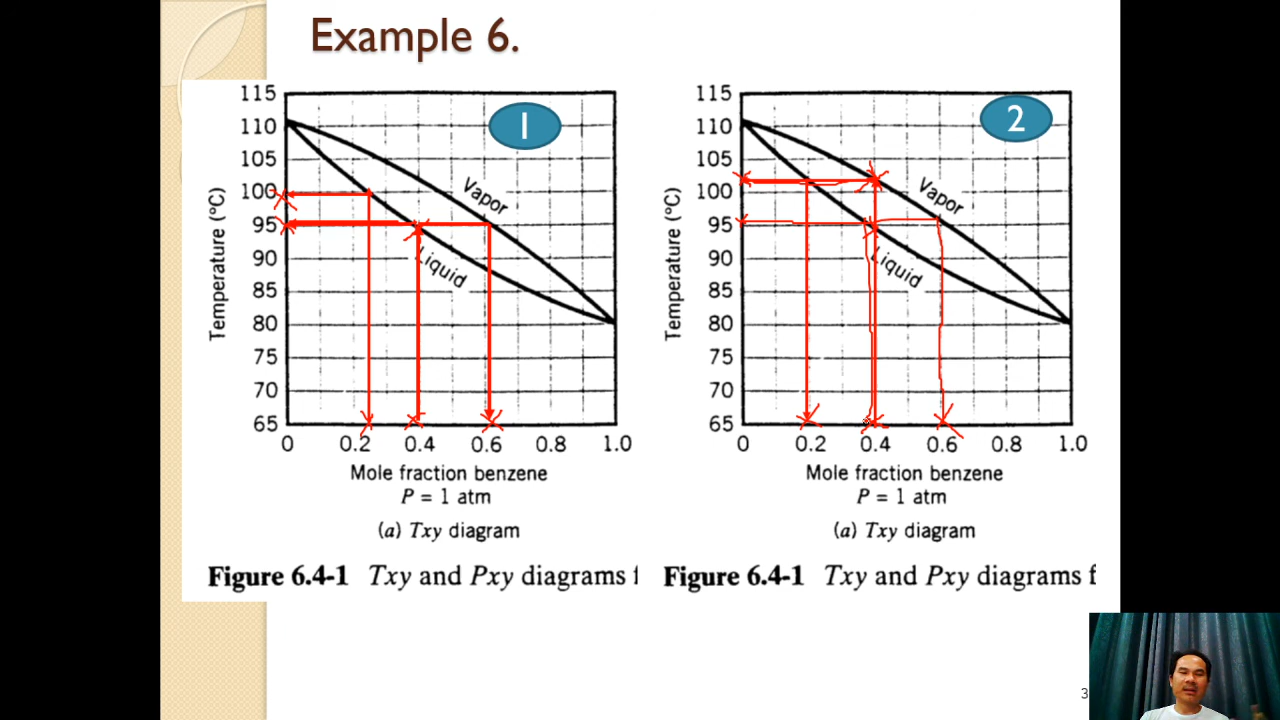 Example 6.
115
110
105
100
95
90
85
80
75
70
65
Temperature (°C)
1
Vapor
Liquid
0 0.2 0.4 0.6 0.8 1.0
Mole fraction benzene
P = 1 atm
(a) Txy diagram
Figure 6.4-1 Txy and Pxy diagrams f
115
110
105
100
95
90
85
80
75
70
65
Temperature (°C)
2
Vapor
Liquid
0 0.2 0.4 0.6 0.8 1.0
Mole fraction benzene
P = 1 atm
(a) Txy diagram
Figure 6.4-1 Txy and Pxy diagrams f
3